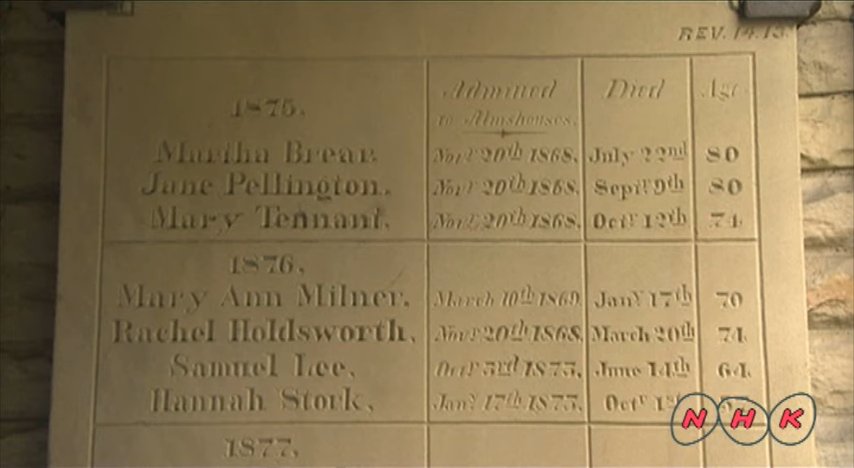 REV. 14.13.
Admitted Died Age
1875. to Almshouses.
Martha Brear. Novr 20th 1868. July 22nd 80
Jane Pellington. Novr 20th 1868. Septr 9th 80
Mary Tennant. Novr 20th 1868. Octr 12th 74
1876.
Mary Ann Milner. March 10th 1869. Jany 17th 70
Rachel Holdsworth. Novr 20th 1868. March 20th 74
Samuel Lee. Octr 3rd 1873. June 14th 64
Hannah Stork. Jany 17th 1873. Octr
NHK
1877.